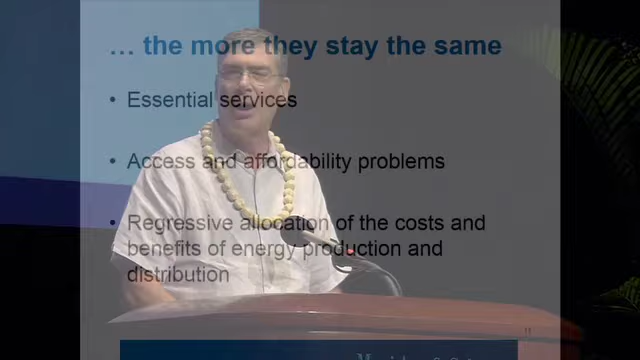 … the more they stay the same
• Essential services
• Access and affordability problems
• Regressive allocation of the costs and
benefits of energy production and
distribution